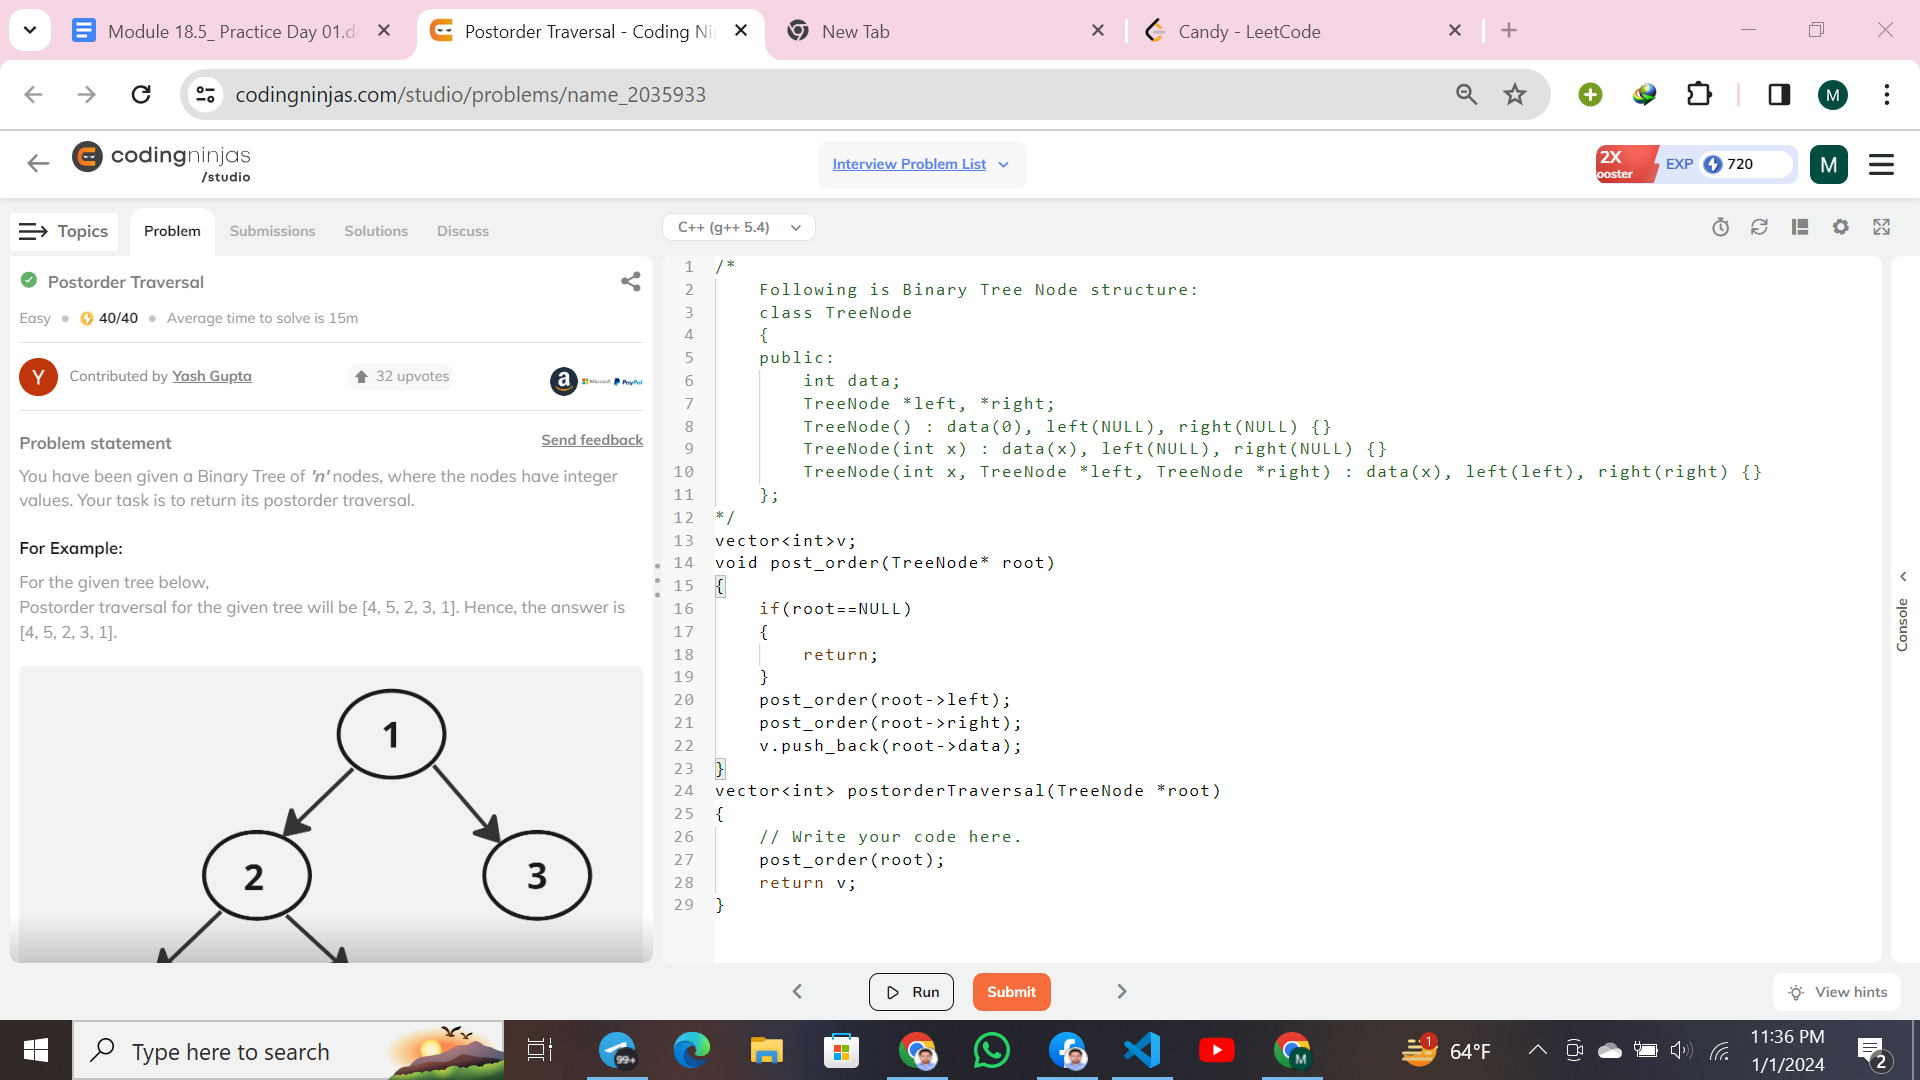 Module 18.5_ Practice Day 01.d
Postorder Traversal - Coding Ni
New Tab
Candy - LeetCode
codingninjas.com/studio/problems/name_2035933
M
codingninjas
/studio
Interview Problem List
2X
ooster
EXP
720
M
Topics
Problem
Submissions
Solutions
Discuss
C++ (g++ 5.4)
Postorder Traversal
Easy
40/40
Average time to solve is 15m
Y
Contributed by Yash Gupta
32 upvotes
a
Microsoft
PayPal
Problem statement
Send feedback
You have been given a Binary Tree of 'n' nodes, where the nodes have integer
values. Your task is to return its postorder traversal.
For Example:
For the given tree below,
Postorder traversal for the given tree will be [4, 5, 2, 3, 1]. Hence, the answer is
[4, 5, 2, 3, 1].
1
2
3
1 /*
2 Following is Binary Tree Node structure:
3 class TreeNode
4 {
5 public:
6 int data;
7 TreeNode *left, *right;
8 TreeNode() : data(0), left(NULL), right(NULL) {}
9 TreeNode(int x) : data(x), left(NULL), right(NULL) {}
10 TreeNode(int x, TreeNode *left, TreeNode *right) : data(x), left(left), right(right) {}
11 };
12 */
13 vector<int>v;
14 void post_order(TreeNode* root)
15 {
16 if(root==NULL)
17 {
18 return;
19 }
20 post_order(root->left);
21 post_order(root->right);
22 v.push_back(root->data);
23 }
24 vector<int> postorderTraversal(TreeNode *root)
25 {
26 // Write your code here.
27 post_order(root);
28 return v;
29 }
Console
Run
Submit
View hints
Type here to search
99+
M
1
64°F
11:36 PM
1/1/2024
2